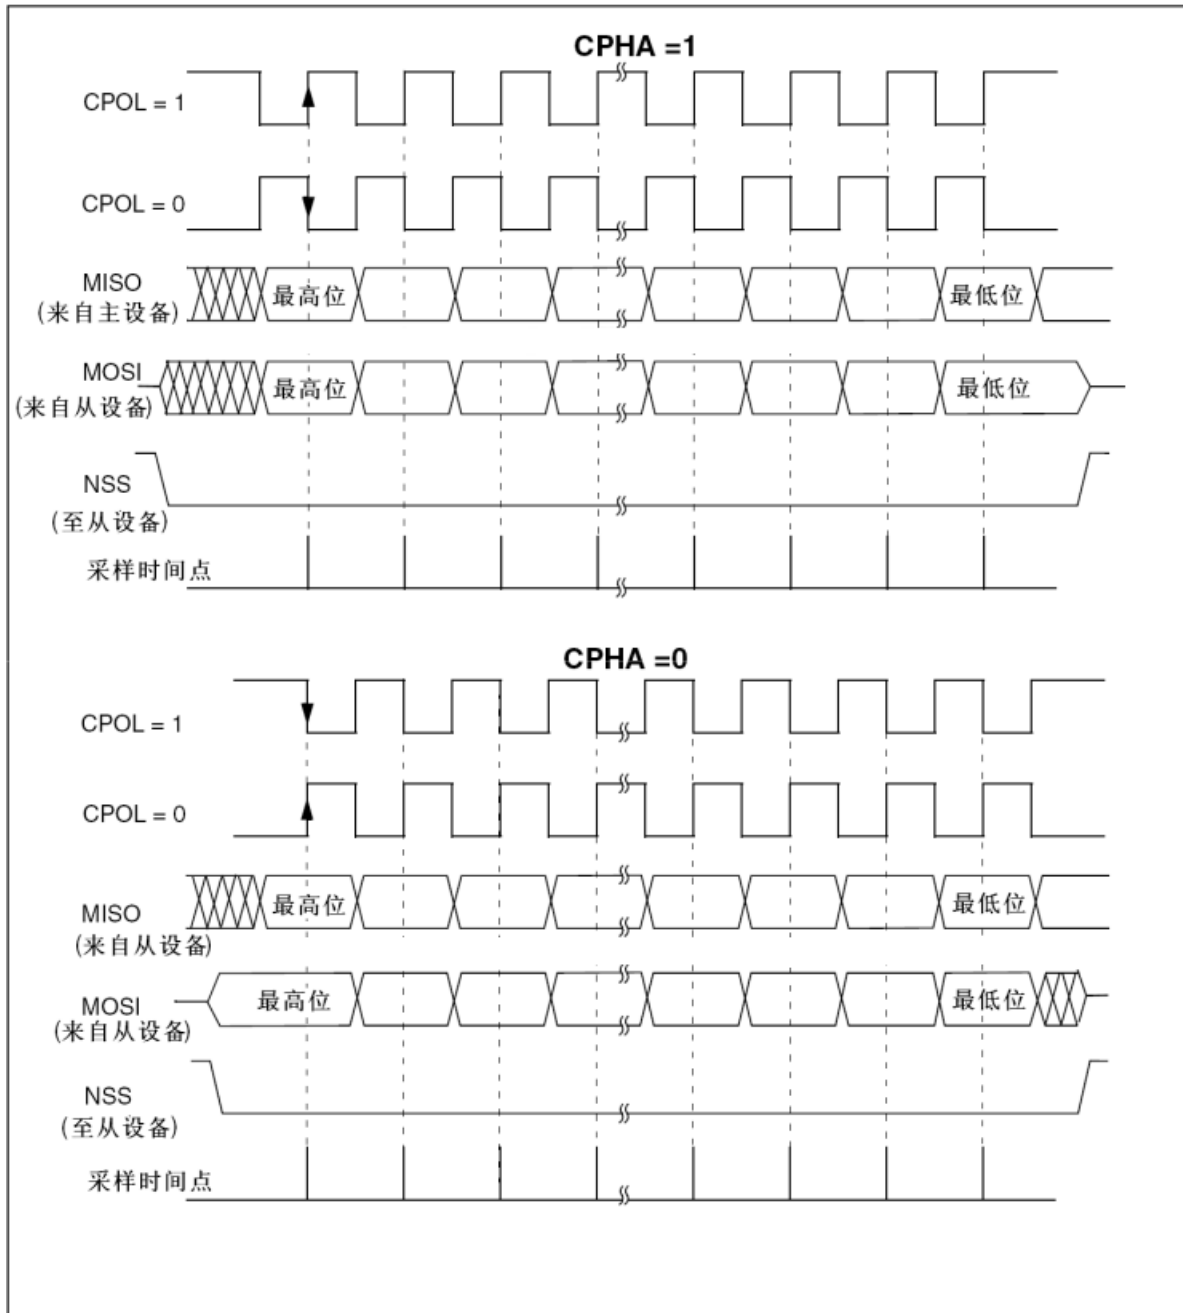 CPHA =1
CPOL = 1
CPOL = 0
MISO
(来自主设备)
最高位
最低位
MOSI
(来自从设备)
最高位
最低位
NSS
(至从设备)
采样时间点
CPHA =0
CPOL = 1
CPOL = 0
MISO
(来自从设备)
最高位
最低位
MOSI
(来自从设备)
最高位
最低位
NSS
(至从设备)
采样时间点